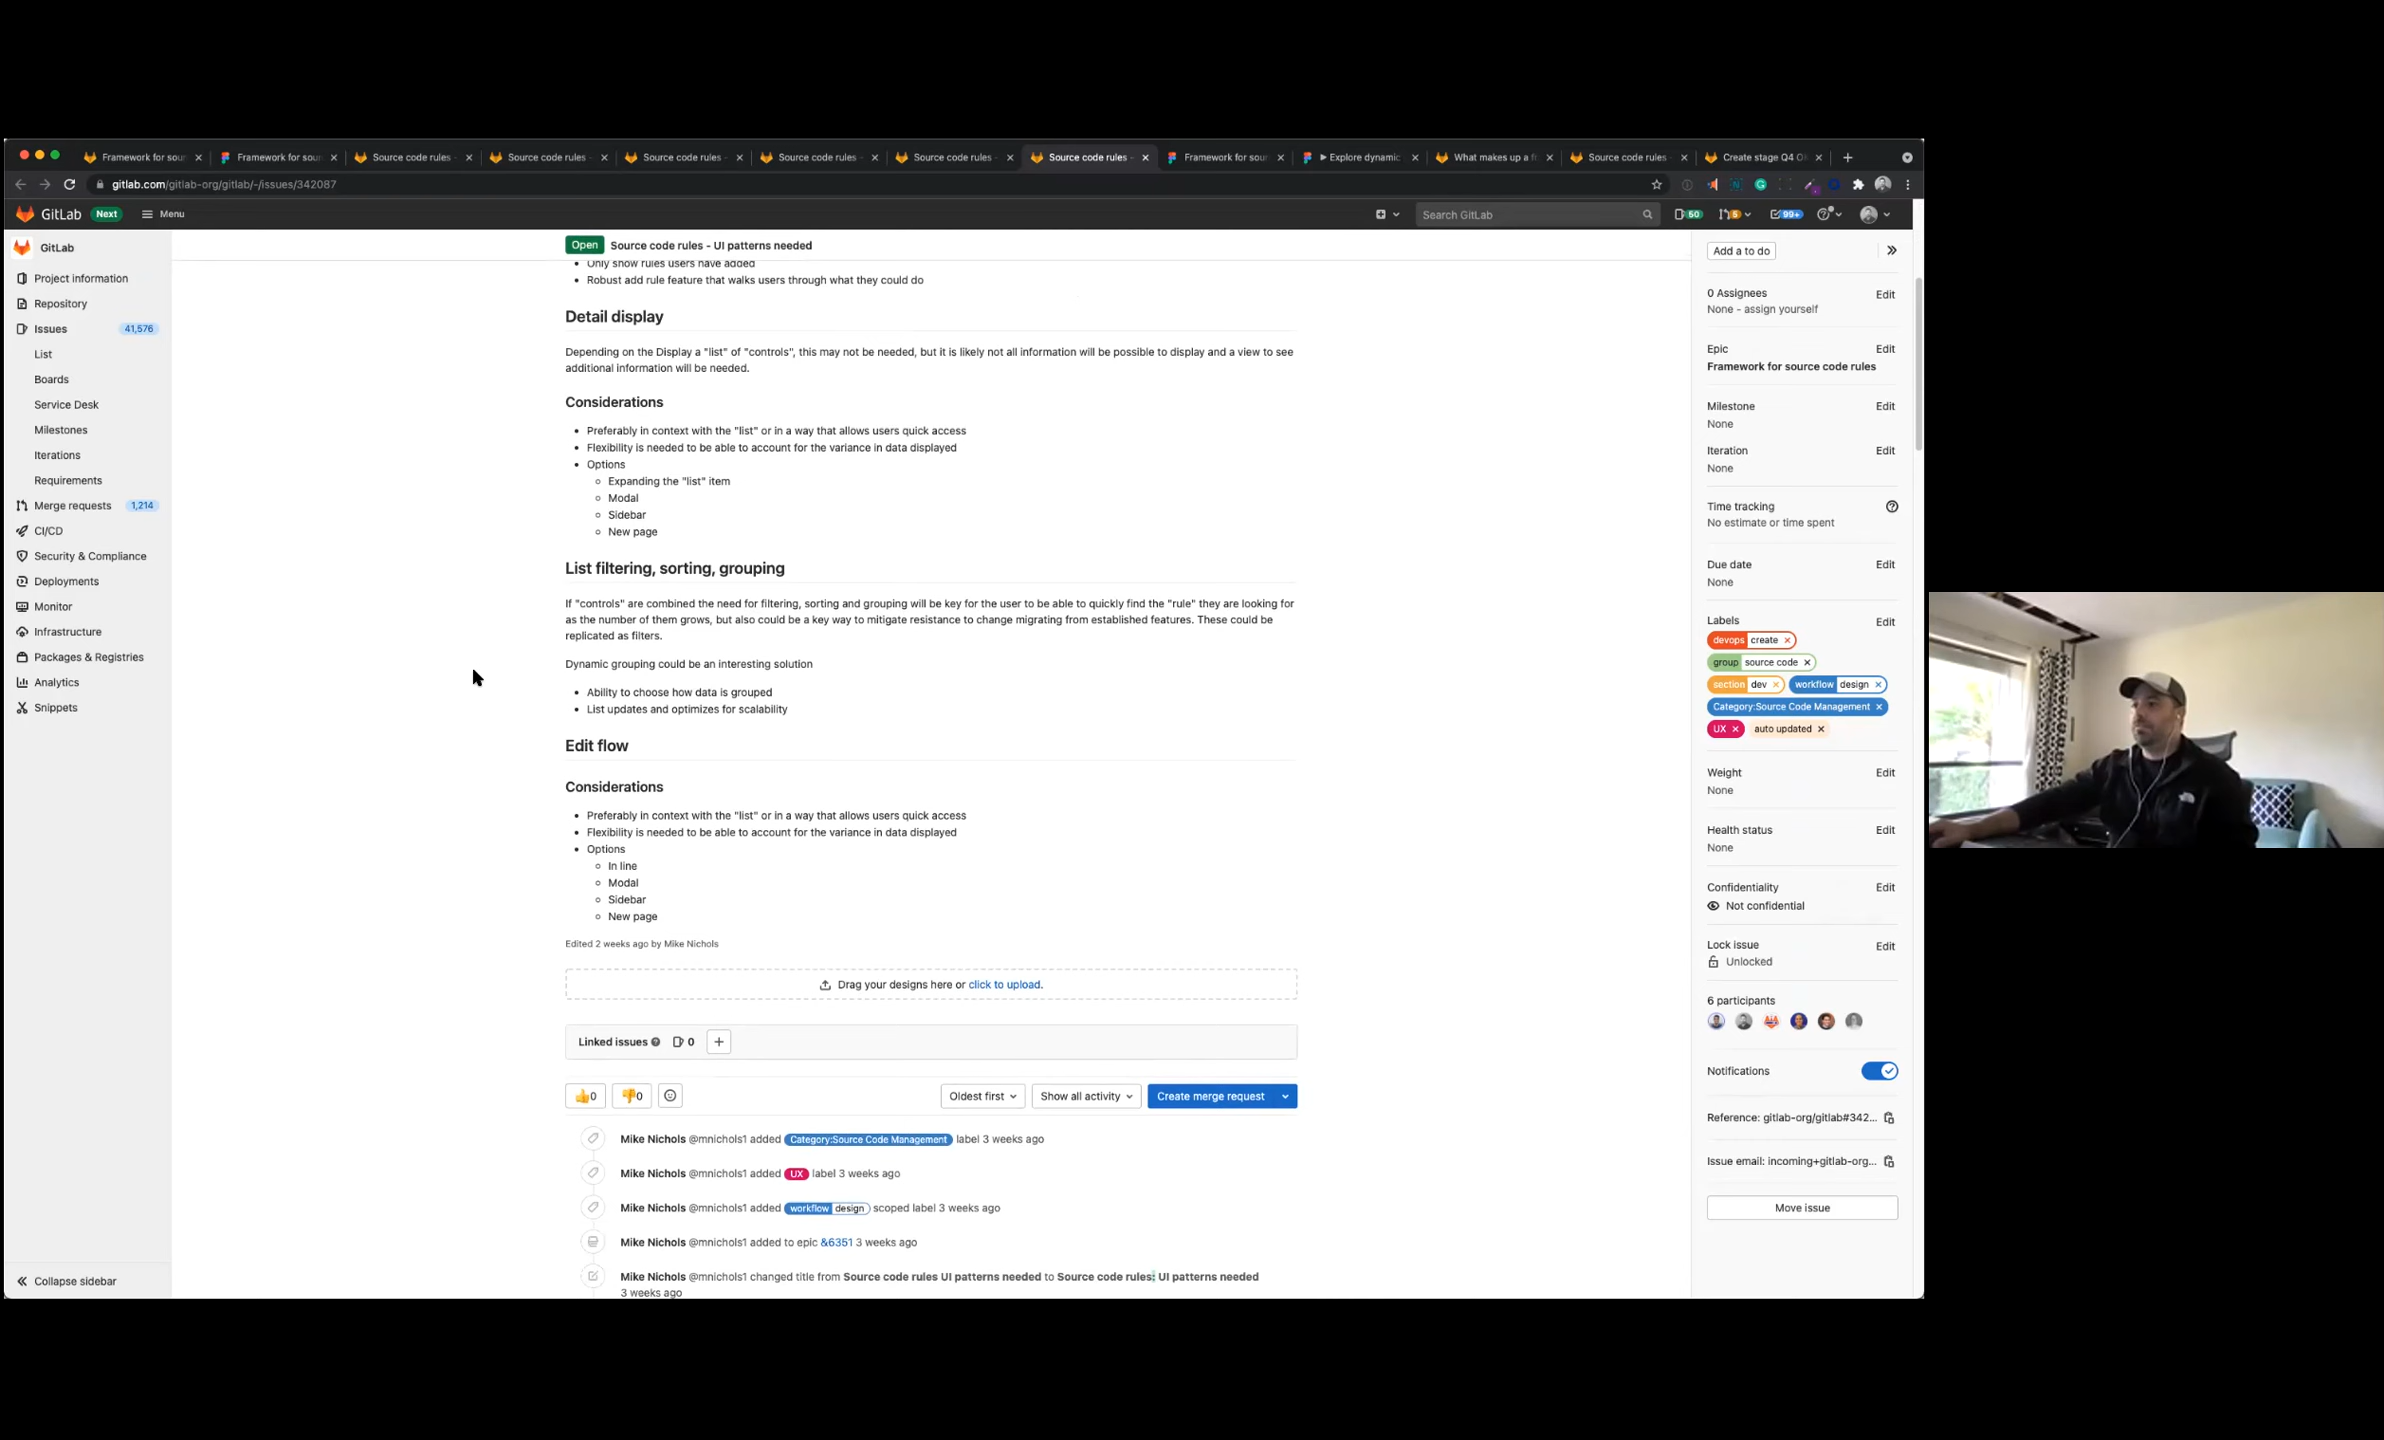 Framework for sour
Framework for sour
Source code rules -
Source code rules -
Source code rules -
Source code rules -
Source code rules -
Source code rules -
Framework for sour
Explore dynamic
What makes up a
Source code rules -
Create stage Q4
gitlab.com/gitlab-org/gitlab/-/issues/342087
GitLab Next Menu
50
5
99+
Search GitLab
GitLab
Project information
Repository
Issues 41,576
List
Boards
Service Desk
Milestones
Iterations
Requirements
Merge requests 1,214
CI/CD
Security & Compliance
Deployments
Monitor
Infrastructure
Packages & Registries
Analytics
Snippets
Collapse sidebar
Open Source code rules - UI patterns needed
Only show rules users have added
Robust add rule feature that walks users through what they could do
Detail display
Depending on the Display a "list" of "controls", this may not be needed, but it is likely not all information will be possible to display and a view to see
additional information will be needed.
Considerations
Preferably in context with the "list" or in a way that allows users quick access
Flexibility is needed to be able to account for the variance in data displayed
Options
Expanding the "list" item
Modal
Sidebar
New page
List filtering, sorting, grouping
If "controls" are combined the need for filtering, sorting and grouping will be key for the user to be able to quickly find the "rule" they are looking for
as the number of them grows, but also could be a key way to mitigate resistance to change migrating from established features. These could be
replicated as filters.
Dynamic grouping could be an interesting solution
Ability to choose how data is grouped
List updates and optimizes for scalability
Edit flow
Considerations
Preferably in context with the "list" or in a way that allows users quick access
Flexibility is needed to be able to account for the variance in data displayed
Options
In line
Modal
Sidebar
New page
Edited 2 weeks ago by Mike Nichols
Drag your designs here or click to upload.
Linked issues 0
0
0
Oldest first
Show all activity
Create merge request
Mike Nichols @mnichols1 added Category:Source Code Management label 3 weeks ago
Mike Nichols @mnichols1 added UX label 3 weeks ago
Mike Nichols @mnichols1 added workflow design scoped label 3 weeks ago
Mike Nichols @mnichols1 added to epic &6351 3 weeks ago
Mike Nichols @mnichols1 changed title from Source code rules UI patterns needed to Source code rules: UI patterns needed
3 weeks ago
Add a to do
0 Assignees Edit
None - assign yourself
Epic Edit
Framework for source code rules
Milestone Edit
None
Iteration Edit
None
Time tracking
No estimate or time spent
Due date Edit
None
Labels Edit
devops create
group source code
section dev workflow design
Category:Source Code Management
UX auto updated
Weight Edit
None
Health status Edit
None
Confidentiality Edit
Not confidential
Lock issue Edit
Unlocked
6 participants
Notifications
Reference: gitlab-org/gitlab#342...
Issue email: incoming+gitlab-org...
Move issue